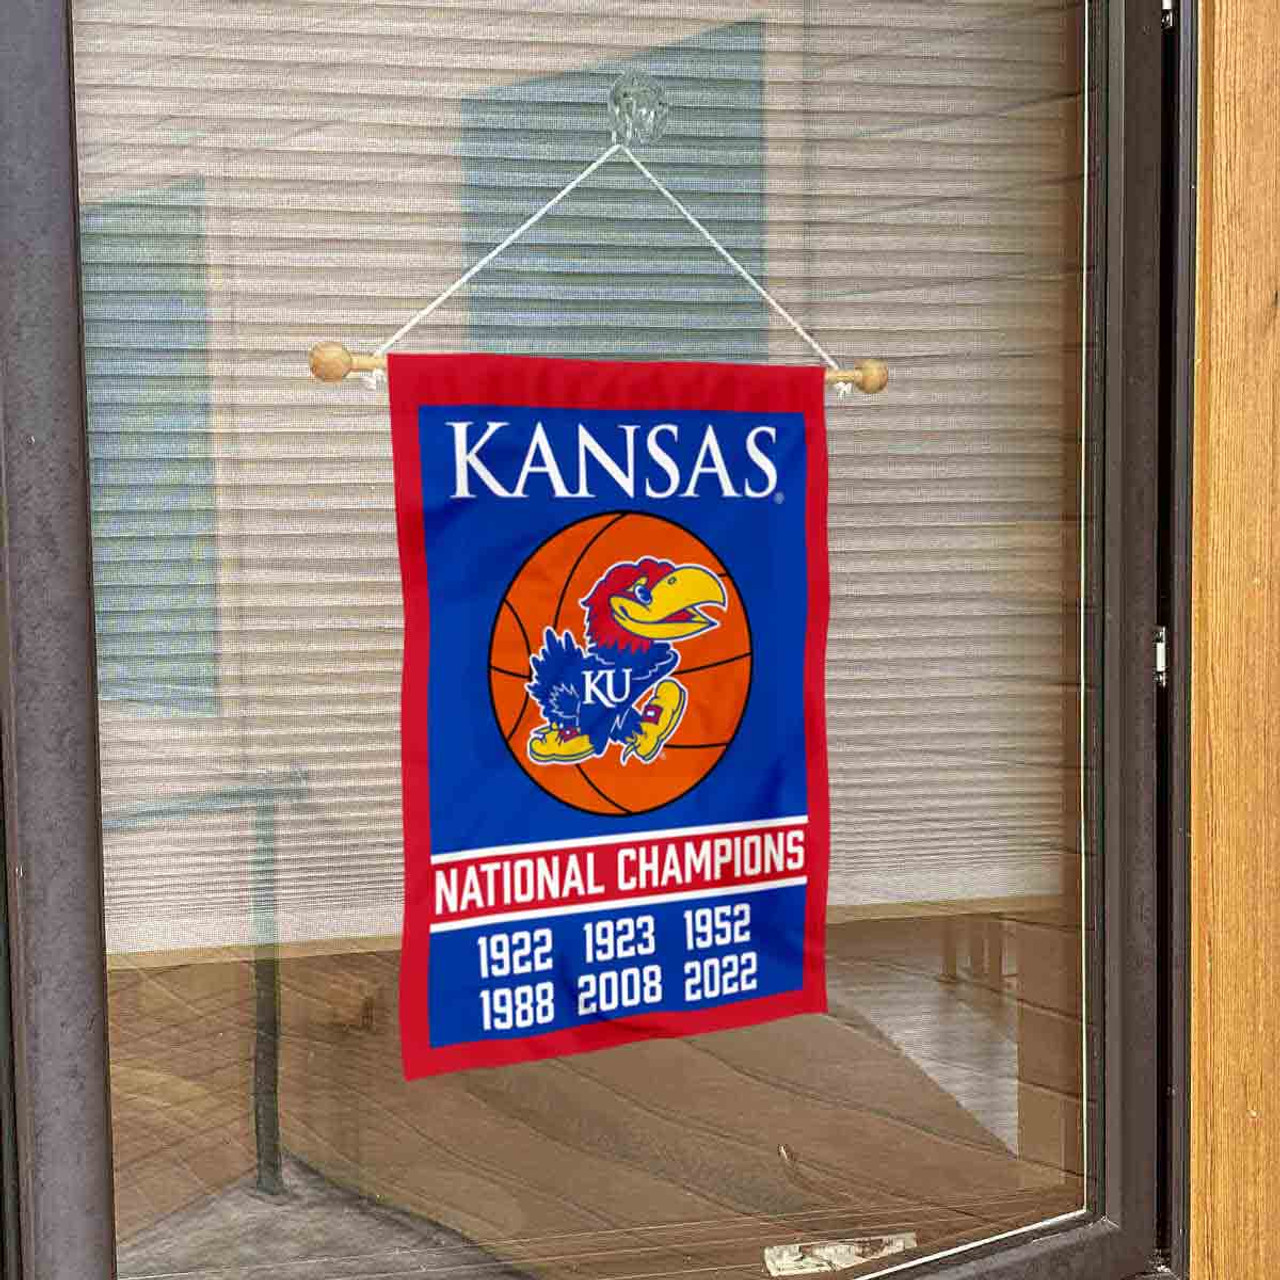 KANSAS®
KU
NATIONAL CHAMPIONS
1922 1923 1952
1988 2008 2022